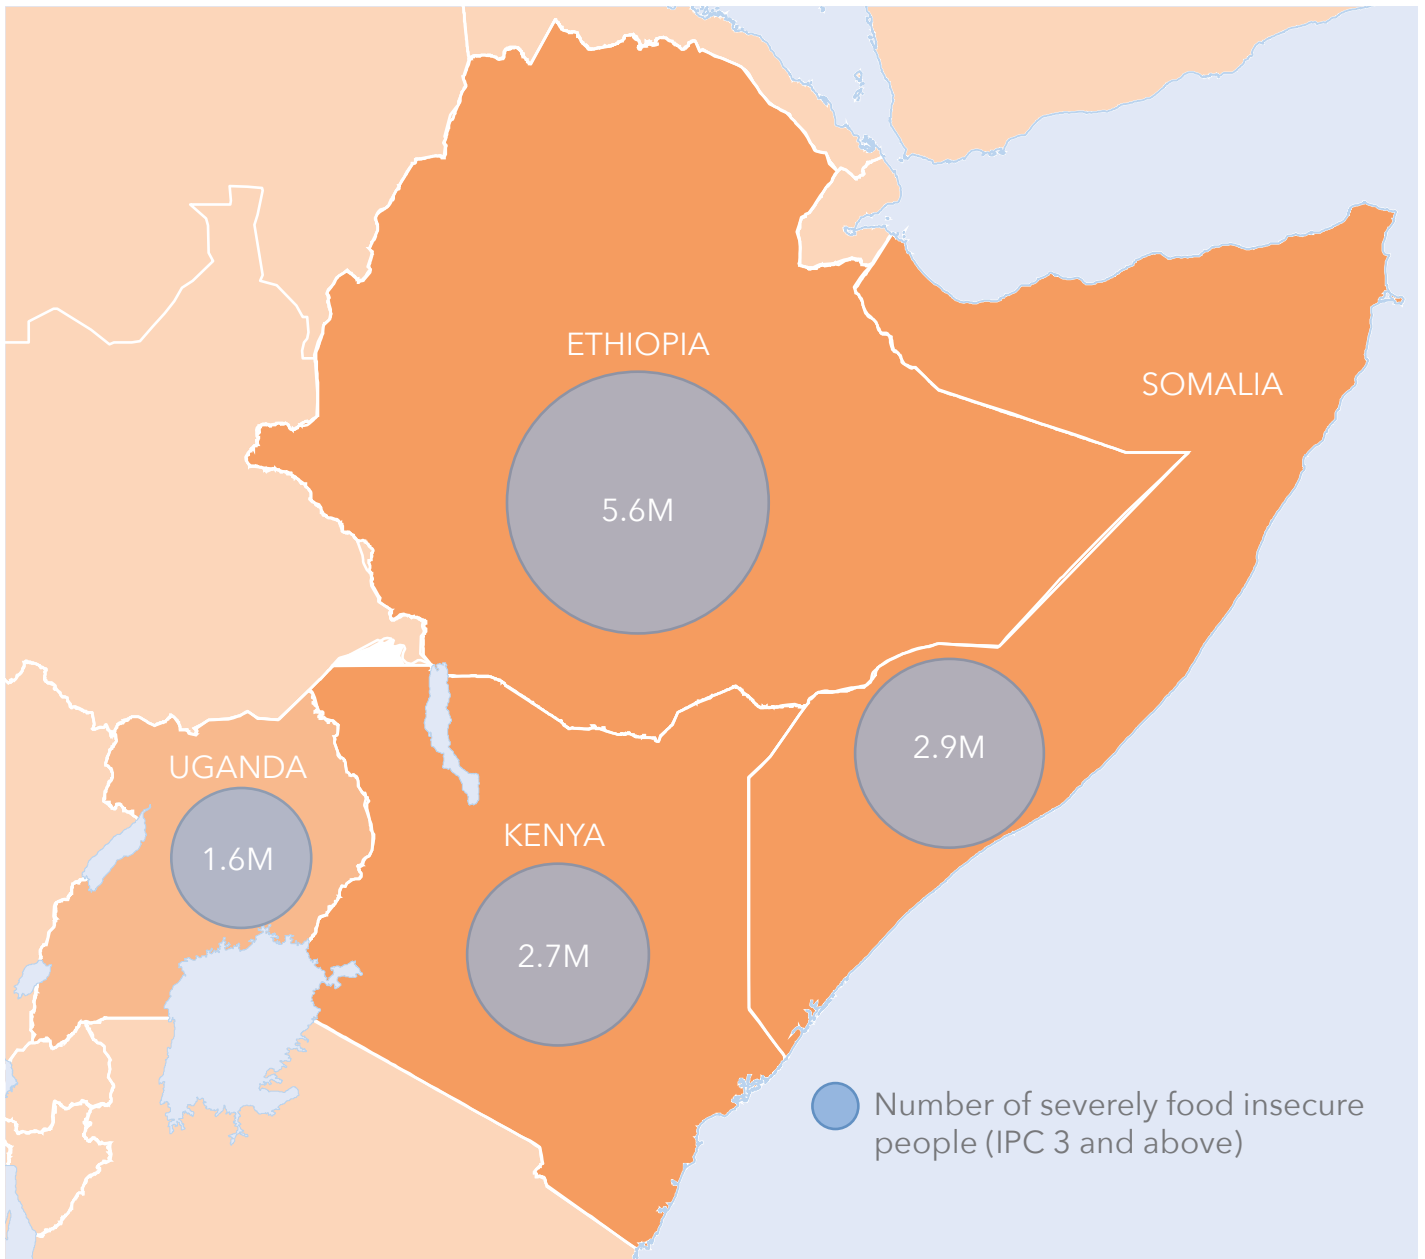 ETHIOPIA
SOMALIA
5.6M
2.9M
UGANDA
1.6M
KENYA
2.7M
Number of severely food insecure
people (IPC 3 and above)